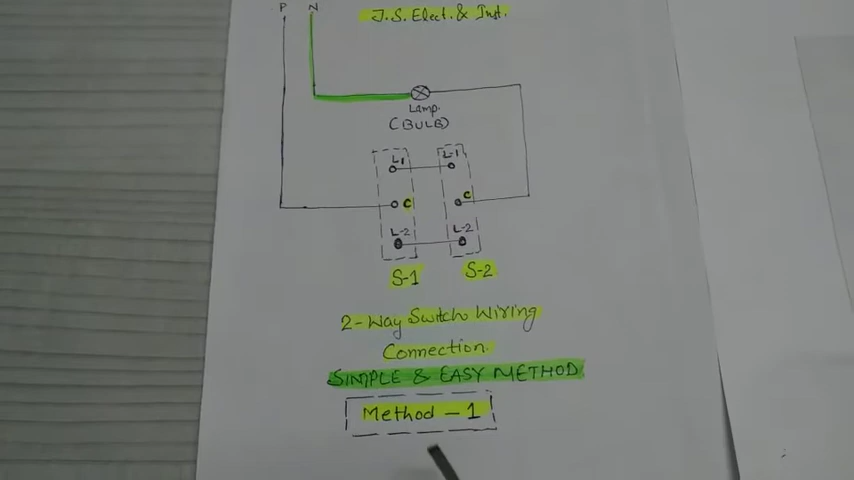 P N
J.S. Elect. & Inst.
Lamp.
(BULB)
L1 L-1
C C
L-2 L-2
S-1 S-2
2-Way Switch Wiring
Connection.
SIMPLE & EASY METHOD
Method - 1